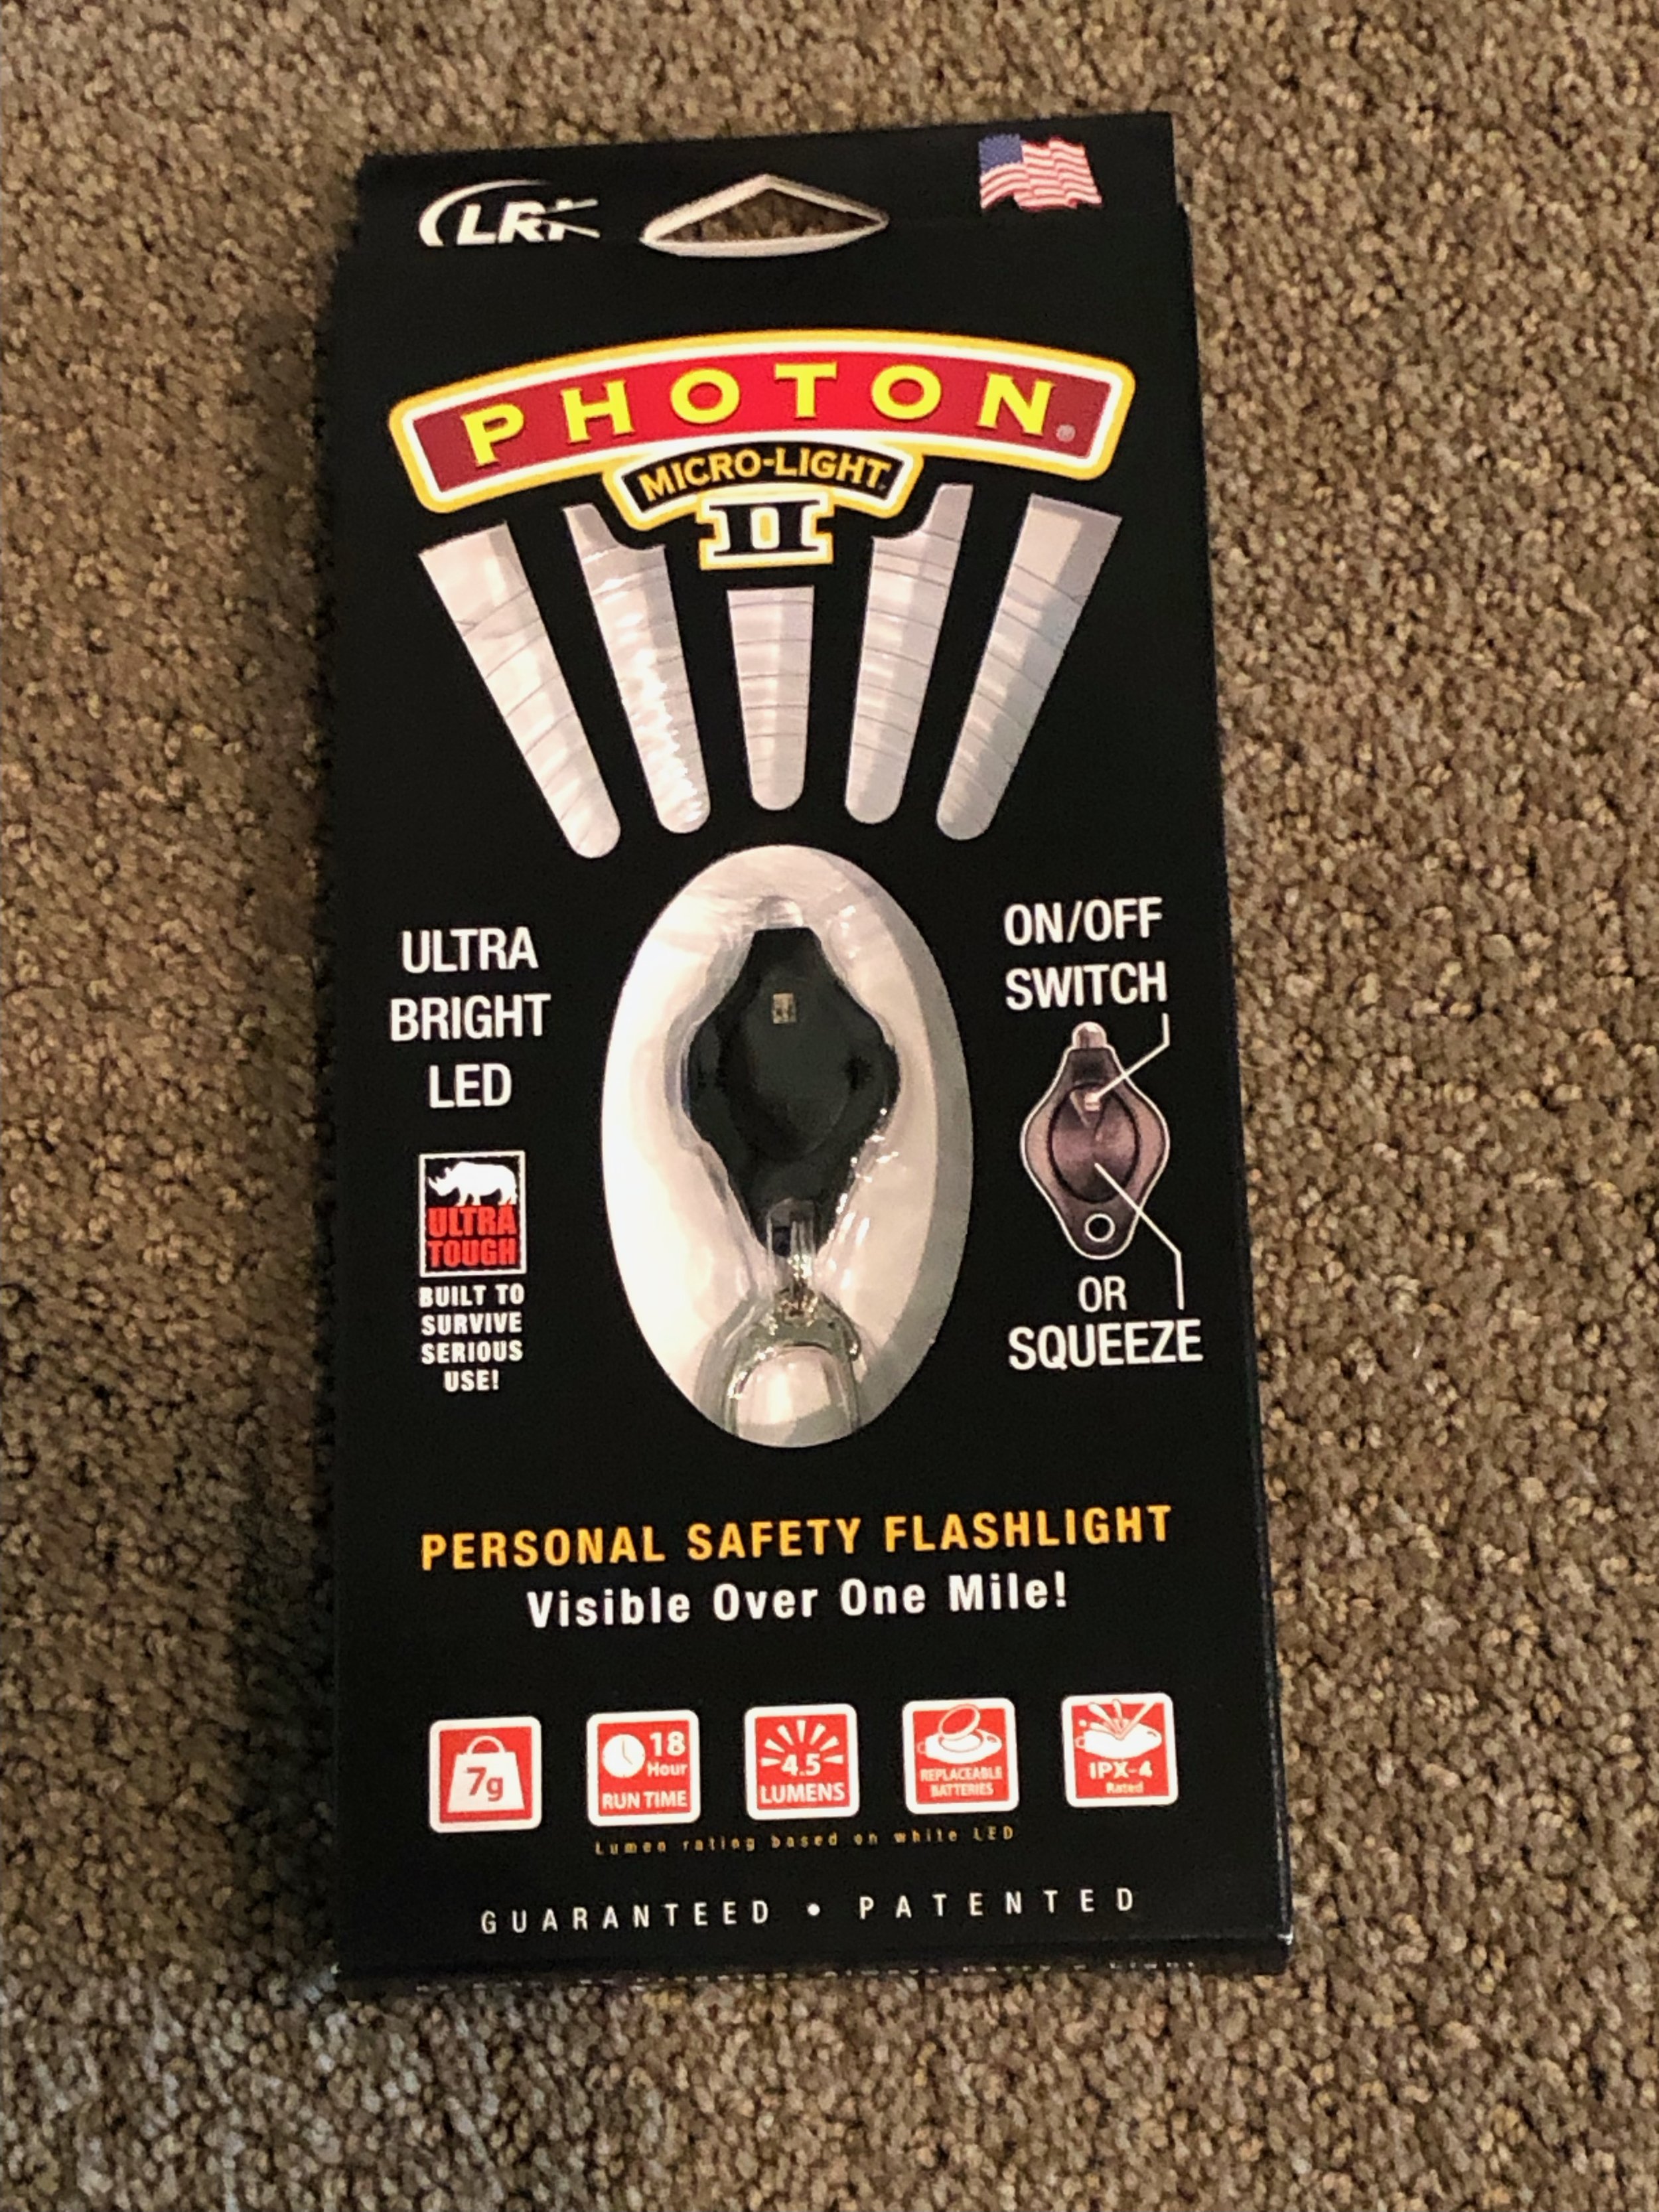 LRI
PHOTON®
MICRO-LIGHT
II
ULTRA
BRIGHT
LED
ON/OFF
SWITCH
ULTRA
TOUGH
BUILT TO
SURVIVE
SERIOUS
USE!
OR
SQUEEZE
PERSONAL SAFETY FLASHLIGHT
Visible Over One Mile!
7g
18
Hour
RUN TIME
4.5
LUMENS
REPLACEABLE
BATTERIES
IPX-4
Rated
Lumen rating based on white LED
GUARANTEED • PATENTED